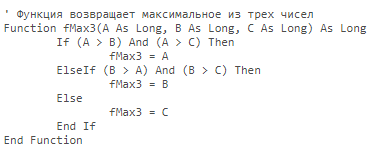 ' Функция возвращает максимальное из трех чисел
Function fMax3(A As Long, B As Long, C As Long) As Long
        If (A > B) And (A > C) Then
                fMax3 = A
        ElseIf (B > A) And (B > C) Then
                fMax3 = B
        Else
                fMax3 = C
        End If
End Function